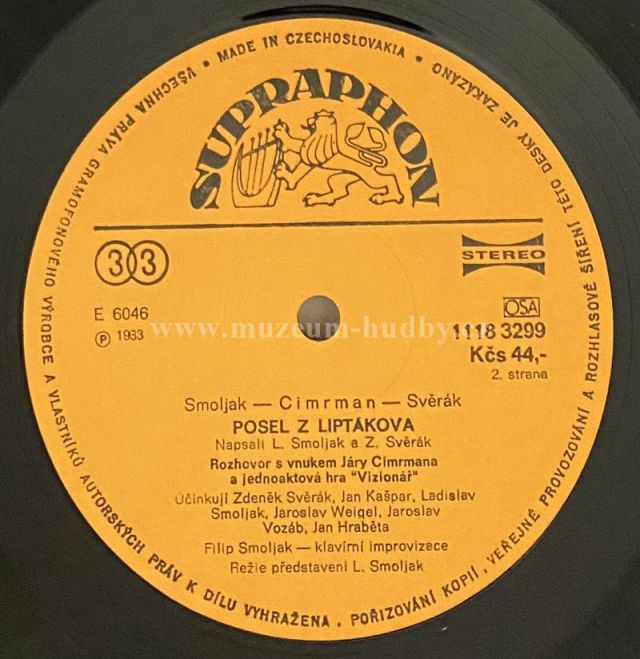 VŠECHNA PRÁVA GRAMOFONOVÉHO VÝROBCE A VLASTNÍKŮ AUTORSKÝCH PRÁV K DÍLU VYHRAŽENA . POŘIZOVÁNÍ KOPIÍ , VEŘEJNÉ PROVOZOVÁNÍ A ROZHLASOVÉ ŠÍŘENÍ TÉTO DESKY JE ZAKÁZÁNO • MADE IN CZECHOSLOVAKIA •
SUPRAPHON
33
STEREO
E 6046
OSA
℗ 1983
www.muzeum-hudby
1118 3299
Kčs 44,-
2. strana
Smoljak — Cimrman — Svěrák
POSEL Z LIPTÁKOVA
Napsali L. Smoljak a Z. Svěrák
Rozhovor s vnukem Járy Cimrmana
a jednoaktová hra "Vizionář"
Účinkují Zdeněk Svěrák, Jan Kašpar, Ladislav
Smoljak, Jaroslav Weigel, Jaroslav
Vozáb, Jan Hraběta
Filip Smoljak — klavírní improvizace
Režie představení L. Smoljak